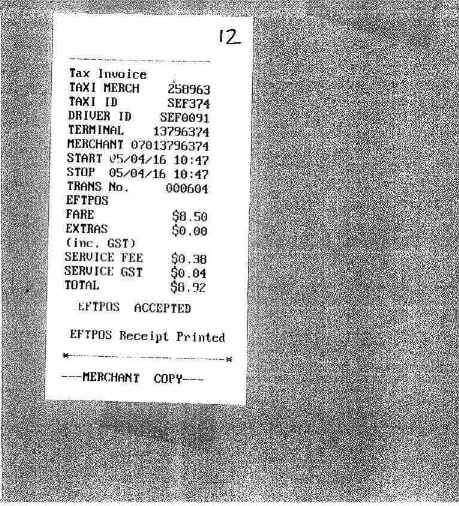 12
Tax Invoice
TAXI MERCH 258963
TAXI ID SEF374
DRIVER ID SEF0091
TERMINAL 13796374
MERCHANT 07013796374
START 05/04/16 10:47
STOP 05/04/16 10:47
TRANS No. 000604
EFTPOS
FARE $8.50
EXTRAS $0.00
(inc. GST)
SERVICE FEE $0.38
SERVICE GST $0.04
TOTAL $8.92
EFTPOS ACCEPTED
EFTPOS Receipt Printed
*--------------------*
---MERCHANT COPY---